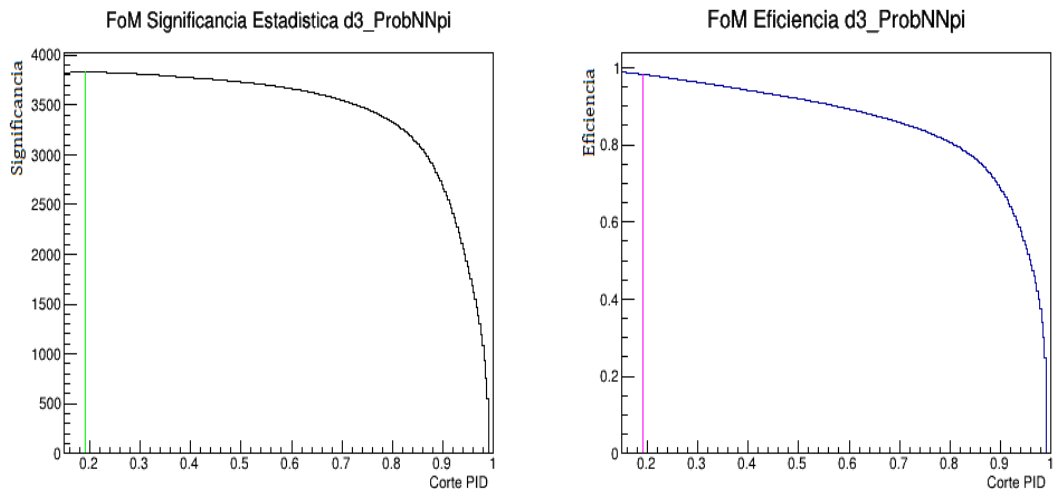 FoM Significancia Estadistica d3_ProbNNpi
Significancia
4000
3500
3000
2500
2000
1500
1000
500
0
0.2 0.3 0.4 0.5 0.6 0.7 0.8 0.9 1
Corte PID
FoM Eficiencia d3_ProbNNpi
Eficiencia
1
0.8
0.6
0.4
0.2
0
0.2 0.3 0.4 0.5 0.6 0.7 0.8 0.9 1
Corte PID